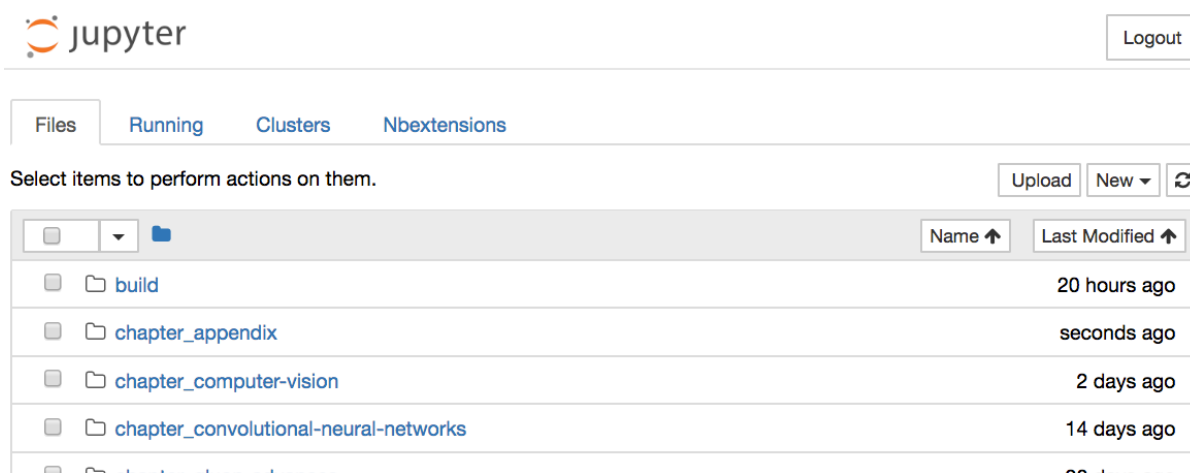 jupyter
Logout
Files Running Clusters Nbextensions
Select items to perform actions on them.
Upload New
Name Last Modified
build 20 hours ago
chapter_appendix seconds ago
chapter_computer-vision 2 days ago
chapter_convolutional-neural-networks 14 days ago